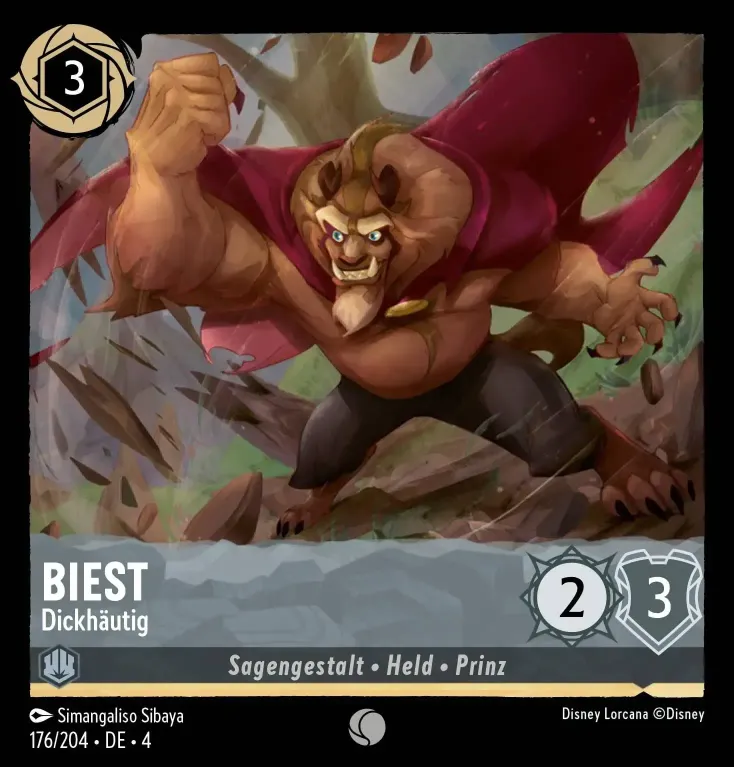 3
BIEST
Dickhäutig
2
3
Sagengestalt • Held • Prinz
Simangaliso Sibaya
Disney Lorcana ©Disney
176/204 • DE • 4